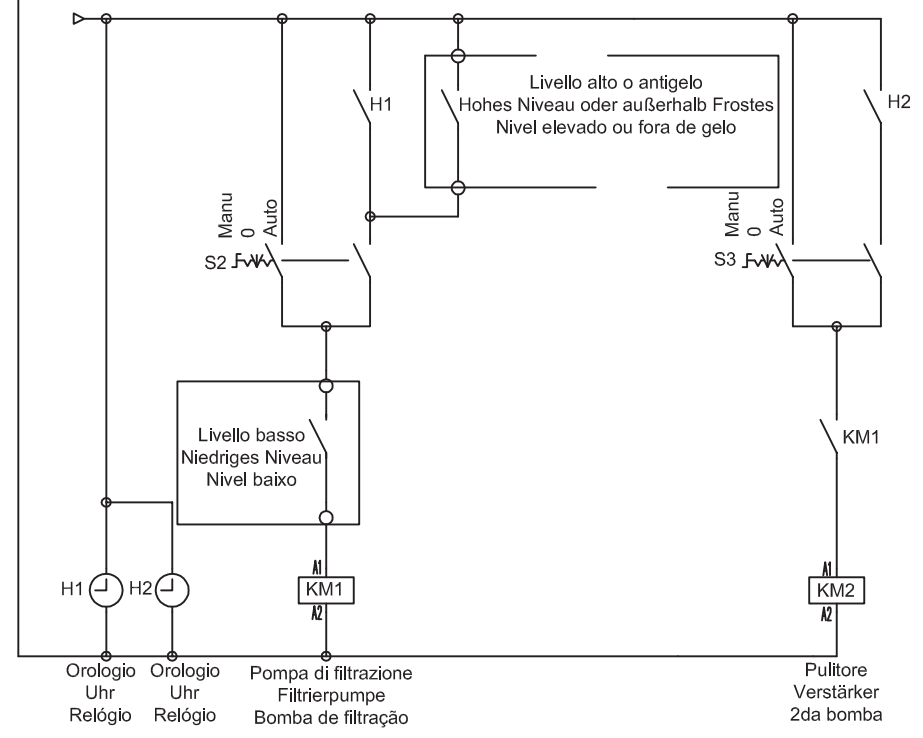 Livello alto o antigelo
Hohes Niveau oder außerhalb Frostes
Nivel elevado ou fora de gelo
H1
H2
Manu
0
Auto
S2
Manu
0
Auto
S3
Livello basso
Niedriges Niveau
Nivel baixo
KM1
H1
H2
A1
KM1
A2
A1
KM2
A2
Orologio
Uhr
Relógio
Orologio
Uhr
Relógio
Pompa di filtrazione
Filtrierpumpe
Bomba de filtração
Pulitore
Verstärker
2da bomba